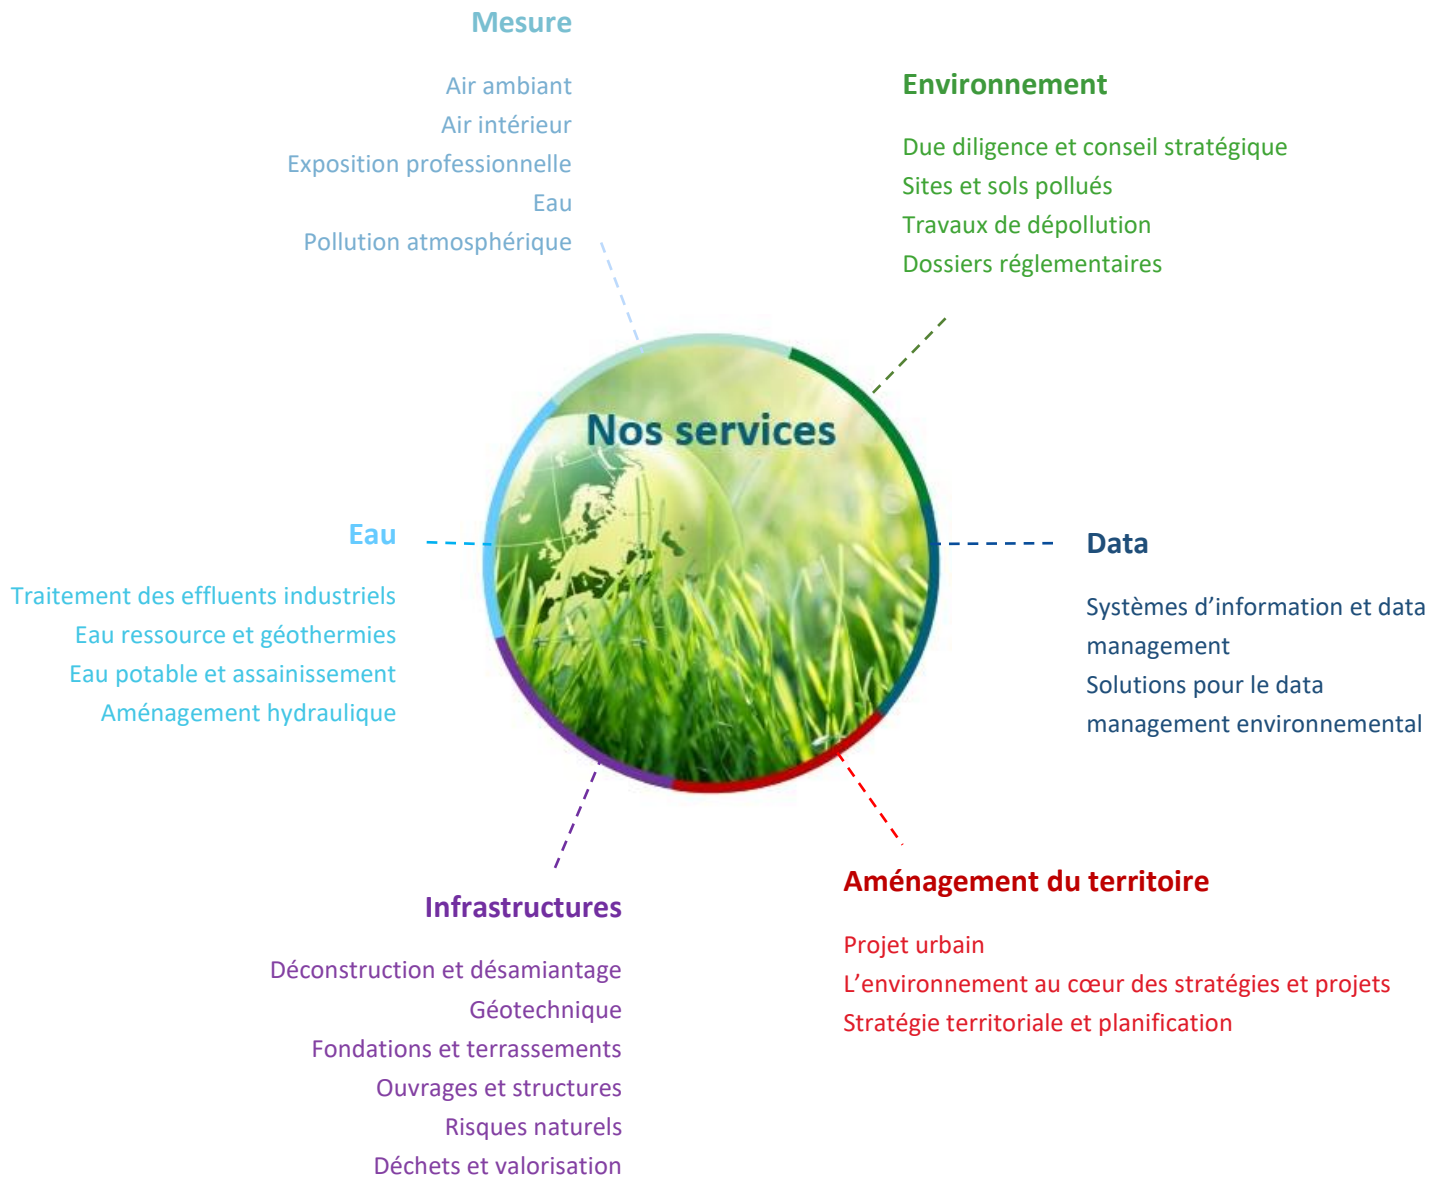 Mesure
Air ambiant
Air intérieur
Exposition professionnelle
Eau
Pollution atmosphérique
Environnement
Due diligence et conseil stratégique
Sites et sols pollués
Travaux de dépollution
Dossiers réglementaires
Nos services
Eau
Traitement des effluents industriels
Eau ressource et géothermies
Eau potable et assainissement
Aménagement hydraulique
Data
Systèmes d’information et data
management
Solutions pour le data
management environnemental
Infrastructures
Déconstruction et désamiantage
Géotechnique
Fondations et terrassements
Ouvrages et structures
Risques naturels
Déchets et valorisation
Aménagement du territoire
Projet urbain
L’environnement au cœur des stratégies et projets
Stratégie territoriale et planification